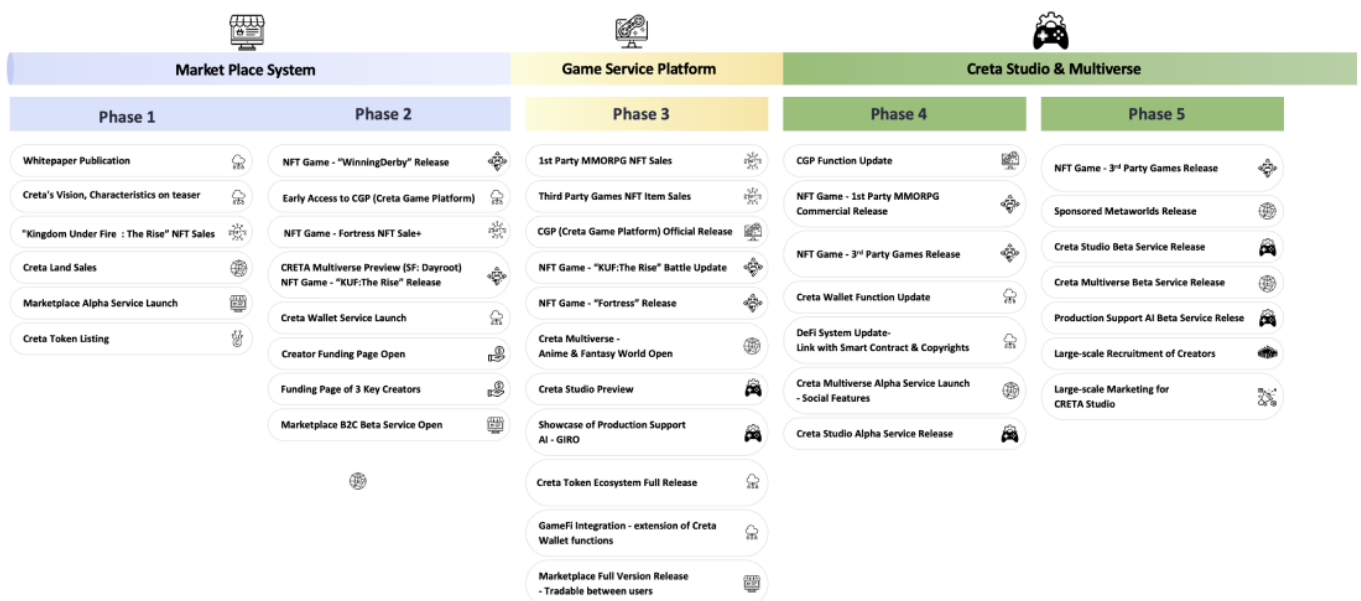 Market Place System
Game Service Platform
Creta Studio & Multiverse
Phase 1
Whitepaper Publication
Creta's Vision, Characteristics on teaser
"Kingdom Under Fire : The Rise" NFT Sales
Creta Land Sales
Marketplace Alpha Service Launch
Creta Token Listing
Phase 2
NFT Game - “WinningDerby” Release
Early Access to CGP (Creta Game Platform)
NFT Game - Fortress NFT Sale+
CRETA Multiverse Preview (SF: Dayroot)
NFT Game - “KUF:The Rise” Release
Creta Wallet Service Launch
Creator Funding Page Open
Funding Page of 3 Key Creators
Marketplace B2C Beta Service Open
Phase 3
1st Party MMORPG NFT Sales
Third Party Games NFT Item Sales
CGP (Creta Game Platform) Official Release
NFT Game - “KUF:The Rise” Battle Update
NFT Game - “Fortress” Release
Creta Multiverse -
Anime & Fantasy World Open
Creta Studio Preview
Showcase of Production Support
AI - GIRO
Creta Token Ecosystem Full Release
GameFi Integration - extension of Creta
Wallet functions
Marketplace Full Version Release
- Tradable between users
Phase 4
CGP Function Update
NFT Game - 1st Party MMORPG
Commercial Release
NFT Game - 3rd Party Games Release
Creta Wallet Function Update
DeFi System Update-
Link with Smart Contract & Copyrights
Creta Multiverse Alpha Service Launch
- Social Features
Creta Studio Alpha Service Release
Phase 5
NFT Game - 3rd Party Games Release
Sponsored Metaworlds Release
Creta Studio Beta Service Release
Creta Multiverse Beta Service Release
Production Support AI Beta Service Relese
Large-scale Recruitment of Creators
Large-scale Marketing for
CRETA Studio